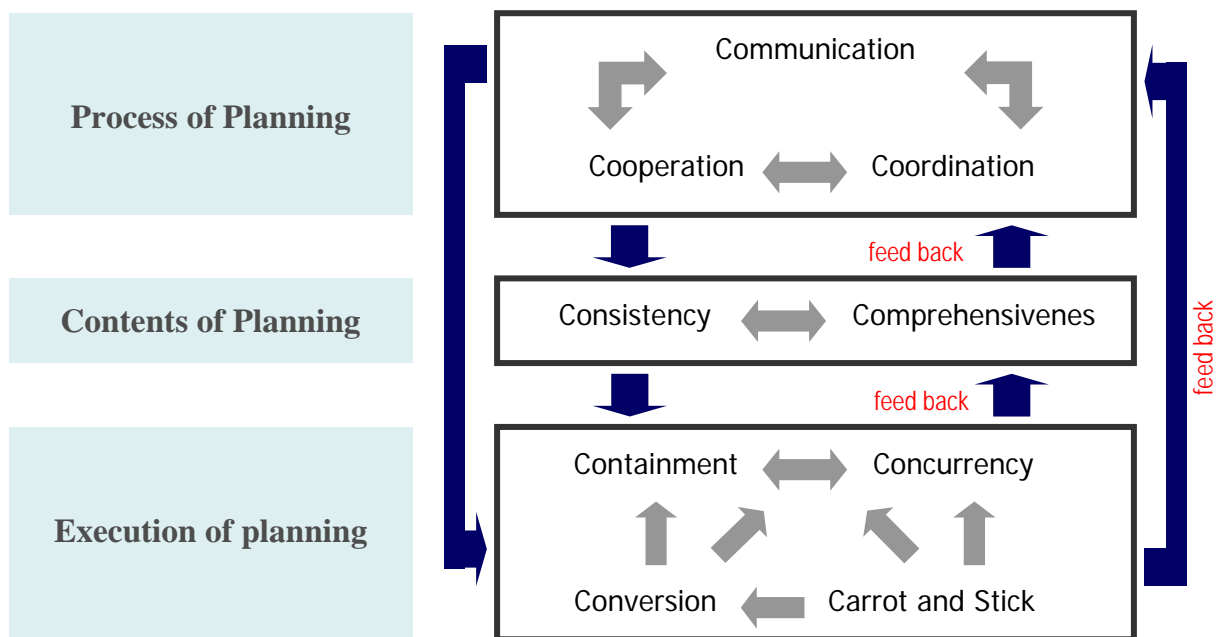 Process of Planning
Communication
Cooperation
Coordination
feed back
Contents of Planning
Consistency
Comprehensivenes
feed back
feed back
Execution of planning
Containment
Concurrency
Conversion
Carrot and Stick